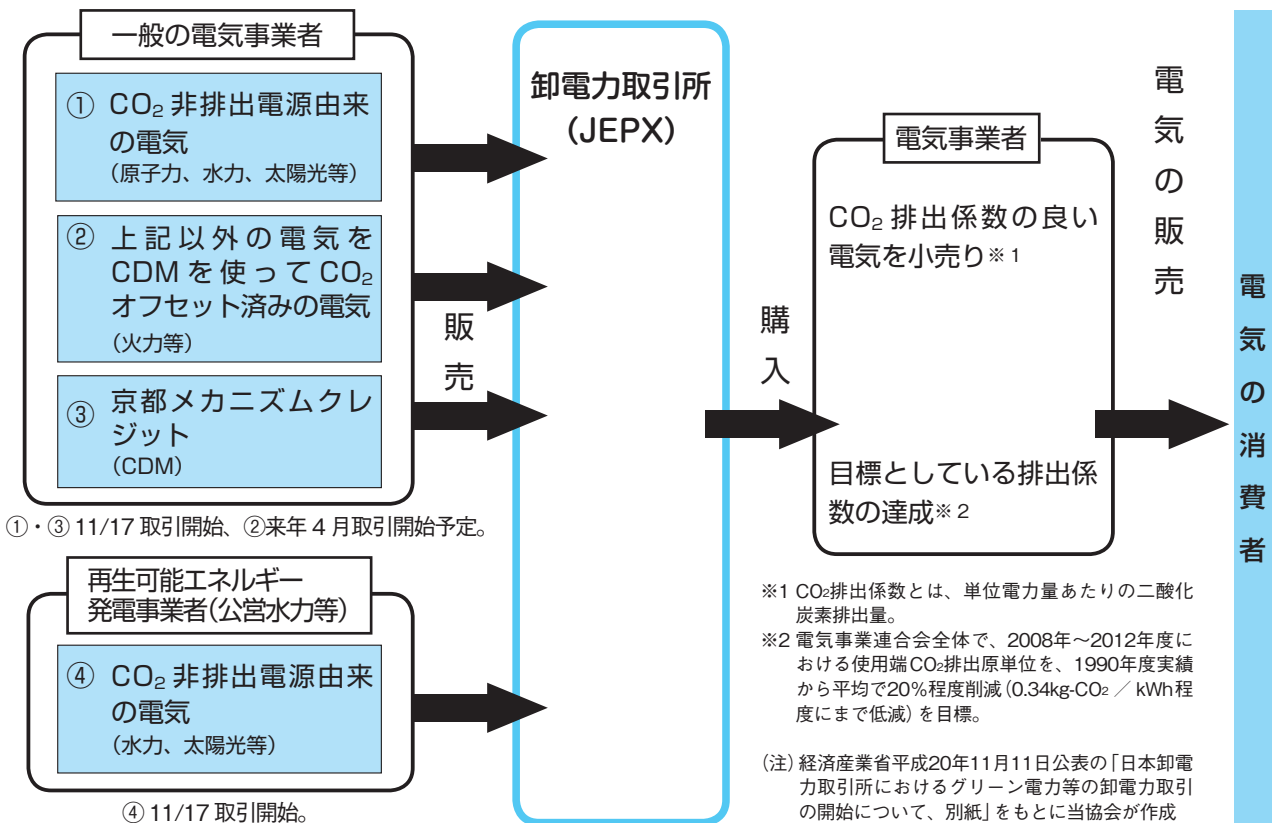 一般の電気事業者
① CO₂ 非排出電源由来
の電気
(原子力、水力、太陽光等)
② 上記以外の電気を
CDM を使って CO₂
オフセット済みの電気
(火力等)
③ 京都メカニズムクレ
ジット
(CDM)
①・③ 11/17 取引開始、②来年 4 月取引開始予定。
再生可能エネルギー
発電事業者(公営水力等)
④ CO₂ 非排出電源由来
の電気
(水力、太陽光等)
④ 11/17 取引開始。
販売
卸電力取引所
(JEPX)
購入
電気事業者
CO₂ 排出係数の良い
電気を小売り※1
目標としている排出係
数の達成※2
電気の販売
電気の消費者
※1 CO₂排出係数とは、単位電力量あたりの二酸化
炭素排出量。
※2 電気事業連合会全体で、2008年〜2012年度に
おける使用端CO₂排出原単位を、1990年度実績
から平均で20%程度削減(0.34kg-CO₂ / kWh程
度にまで低減)を目標。
(注)経済産業省平成20年11月11日公表の「日本卸電
力取引所におけるグリーン電力等の卸電力取引
の開始について、別紙」をもとに当協会が作成